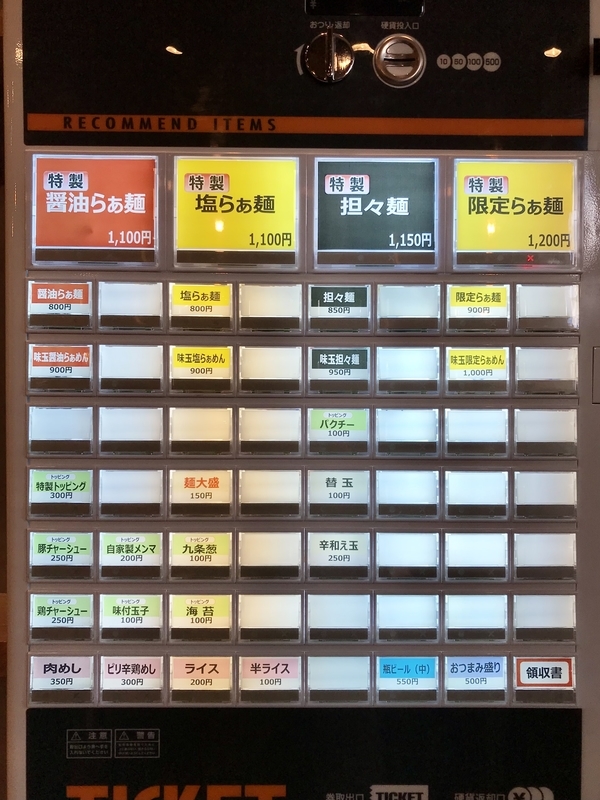 おつり返却
硬貨投入口
10 50 100 500
RECOMMEND ITEMS
特製
醤油らぁ麺
1,100円
特製
塩らぁ麺
1,100円
特製
担々麺
1,150円
特製
限定らぁ麺
1,200円
×
醤油らぁ麺
800円
塩らぁ麺
800円
担々麺
850円
限定らぁ麺
900円
味玉醤油らぁめん
900円
味玉塩らぁめん
900円
味玉担々麺
950円
味玉限定らぁめん
1,000円
トッピング
パクチー
100円
トッピング
特製トッピング
300円
麺大盛
150円
替玉
100円
トッピング
豚チャーシュー
250円
トッピング
自家製メンマ
200円
トッピング
九条葱
100円
辛和え玉
250円
トッピング
鶏チャーシュー
250円
トッピング
味付玉子
100円
トッピング
海苔
100円
肉めし
350円
ピリ辛鶏めし
300円
ライス
200円
半ライス
100円
瓶ビール（中）
550円
おつまみ盛り
500円
領収書
注意
警告
TICKET
券取出口
TICKET
硬貨返却口